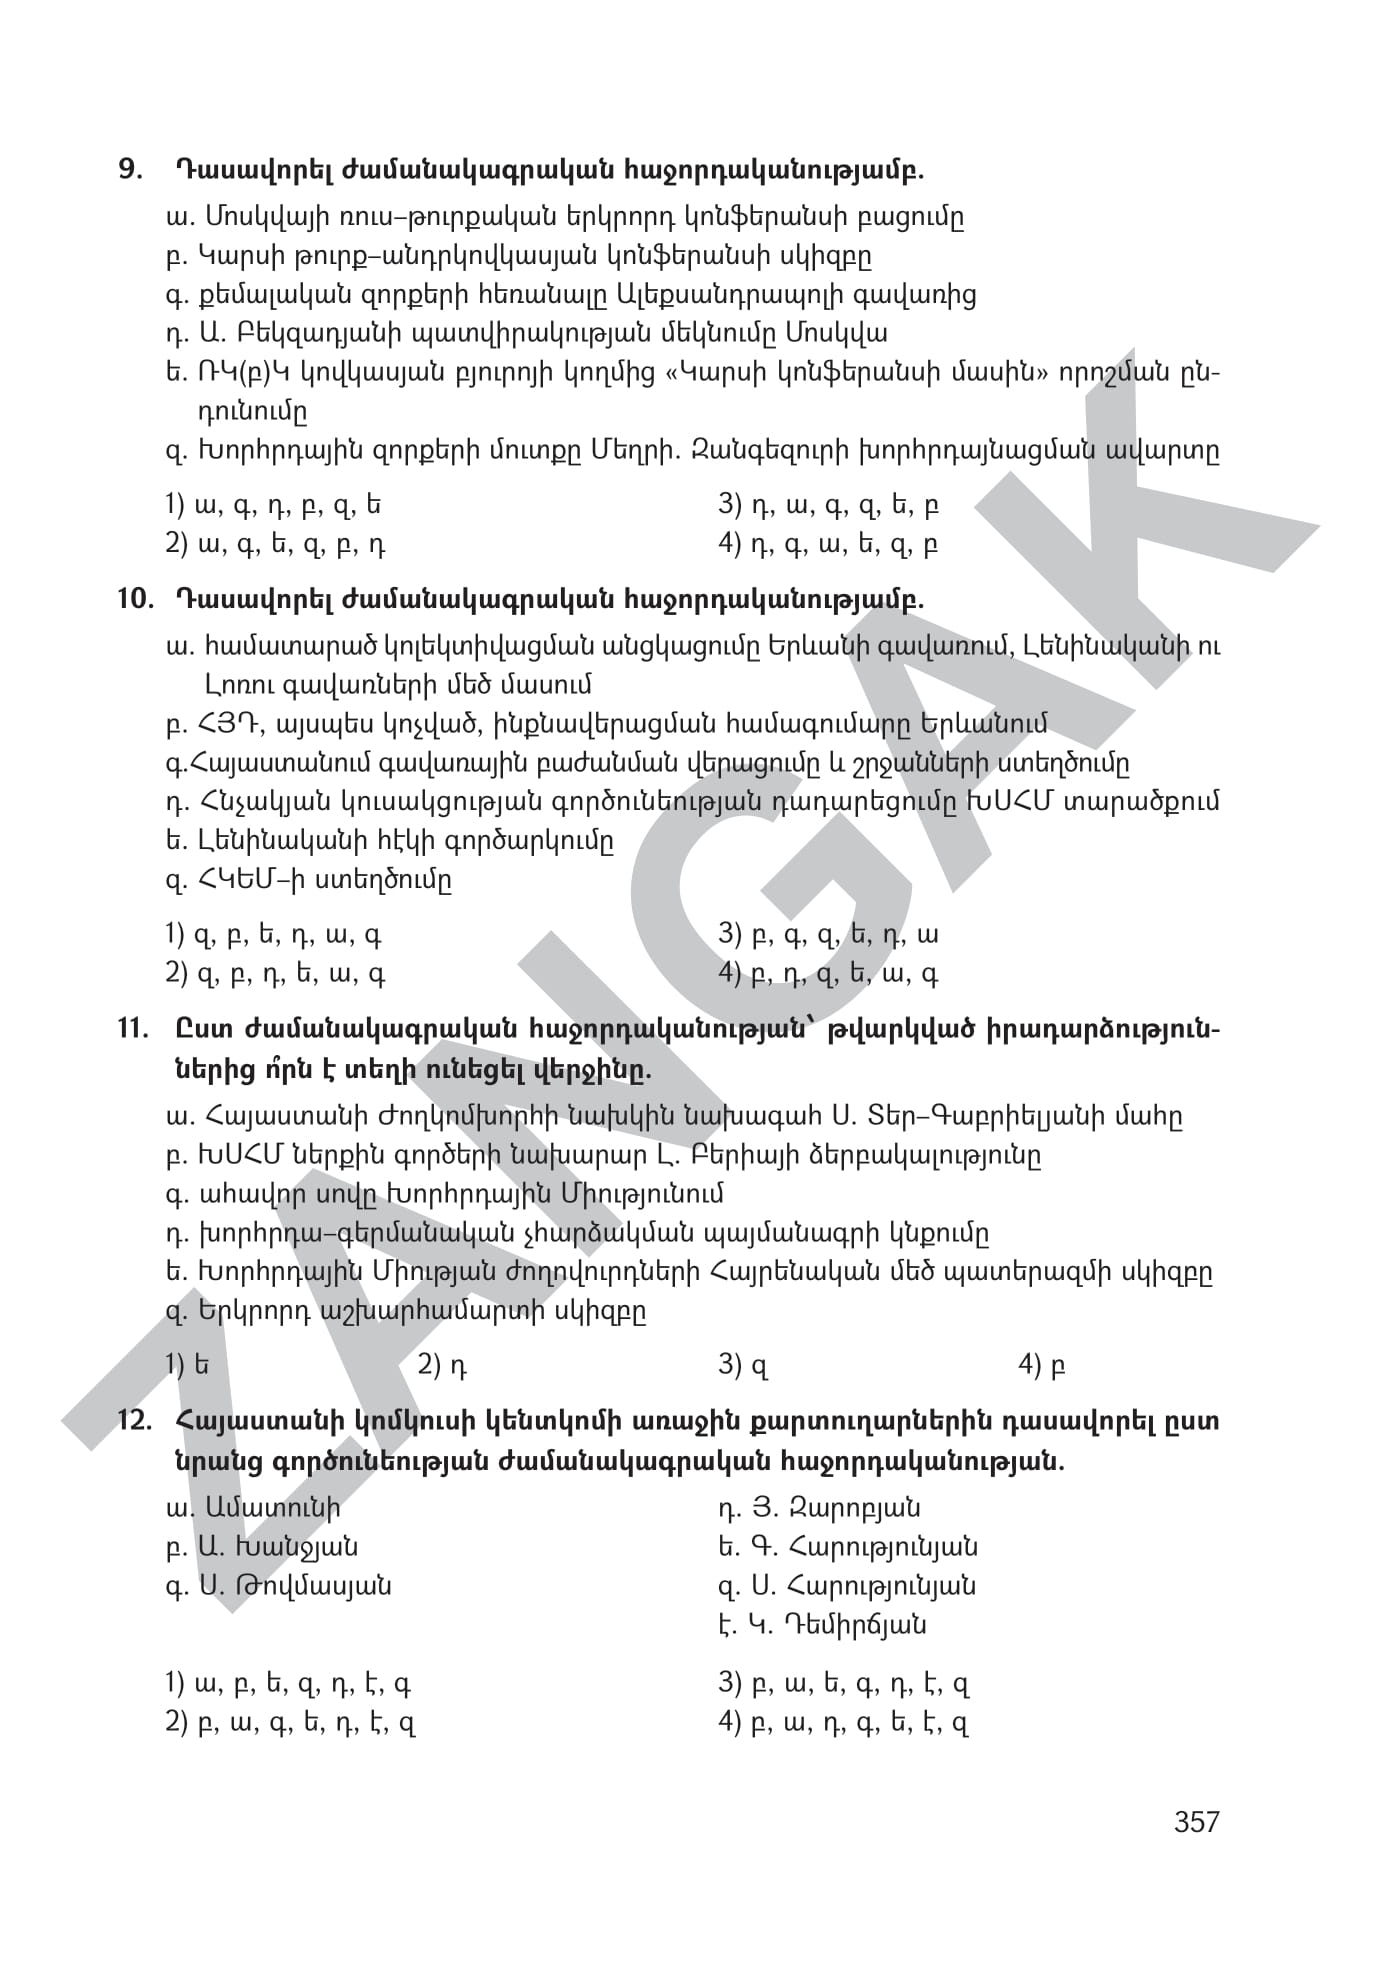 9. Դասավորել ժամանակագրական հաջորդականությամբ.
ա. Մոսկվայի ռուս–թուրքական երկրորդ կոնֆերանսի բացումը
բ. Կարսի թուրք–անդրկովկասյան կոնֆերանսի սկիզբը
գ. քեմալական զորքերի հեռանալը Ալեքսանդրապոլի գավառից
դ. Ա. Բեկզադյանի պատվիրակության մեկնումը Մոսկվա
ե. ՌԿ(բ)Կ կովկասյան բյուրոյի կողմից «Կարսի կոնֆերանսի մասին» որոշման ըն-
դունումը
զ. Խորհրդային զորքերի մուտքը Մեղրի. Զանգեզուրի խորհրդայնացման ավարտը
1) ա, գ, դ, բ, զ, ե 3) դ, ա, գ, զ, ե, բ
2) ա, գ, ե, զ, բ, դ 4) դ, գ, ա, ե, զ, բ
10. Դասավորել ժամանակագրական հաջորդականությամբ.
ա. համատարած կոլեկտիվացման անցկացումը Երևանի գավառում, Լենինականի ու
Լոռու գավառների մեծ մասում
բ. ՀՅԴ, այսպես կոչված, ինքնավերացման համագումարը Երևանում
գ.Հայաստանում գավառային բաժանման վերացումը և շրջանների ստեղծումը
դ. Հնչակյան կուսակցության գործունեության դադարեցումը ԽՍՀՄ տարածքում
ե. Լենինականի հէկի գործարկումը
զ. ՀԿԵՄ–ի ստեղծումը
1) զ, բ, ե, դ, ա, գ 3) բ, գ, զ, ե, դ, ա
2) զ, բ, դ, ե, ա, գ 4) բ, դ, զ, ե, ա, գ
11. Ըստ ժամանակագրական հաջորդականության՝ թվարկված իրադարձություն-
ներից ո՞րն է տեղի ունեցել վերջինը.
ա. Հայաստանի Ժողկոմխորհի նախկին նախագահ Ս. Տեր–Գաբրիելյանի մահը
բ. ԽՍՀՄ ներքին գործերի նախարար Լ. Բերիայի ձերբակալությունը
գ. ահավոր սովը Խորհրդային Միությունում
դ. խորհրդա–գերմանական չհարձակման պայմանագրի կնքումը
ե. Խորհրդային Միության ժողովուրդների Հայրենական մեծ պատերազմի սկիզբը
զ. Երկրորդ աշխարհամարտի սկիզբը
1) ե 2) դ 3) զ 4) բ
12. Հայաստանի կոմկուսի կենտկոմի առաջին քարտուղարներին դասավորել ըստ
նրանց գործունեության ժամանակագրական հաջորդականության.
ա. Ամատունի դ. Յ. Զարոբյան
բ. Ա. Խանջյան ե. Գ. Հարությունյան
գ. Ս. Թովմասյան զ. Ս. Հարությունյան
է. Կ. Դեմիրճյան
1) ա, բ, ե, զ, դ, է, գ 3) բ, ա, ե, գ, դ, է, զ
2) բ, ա, գ, ե, դ, է, զ 4) բ, ա, դ, գ, ե, է, զ
357
ZANGAK